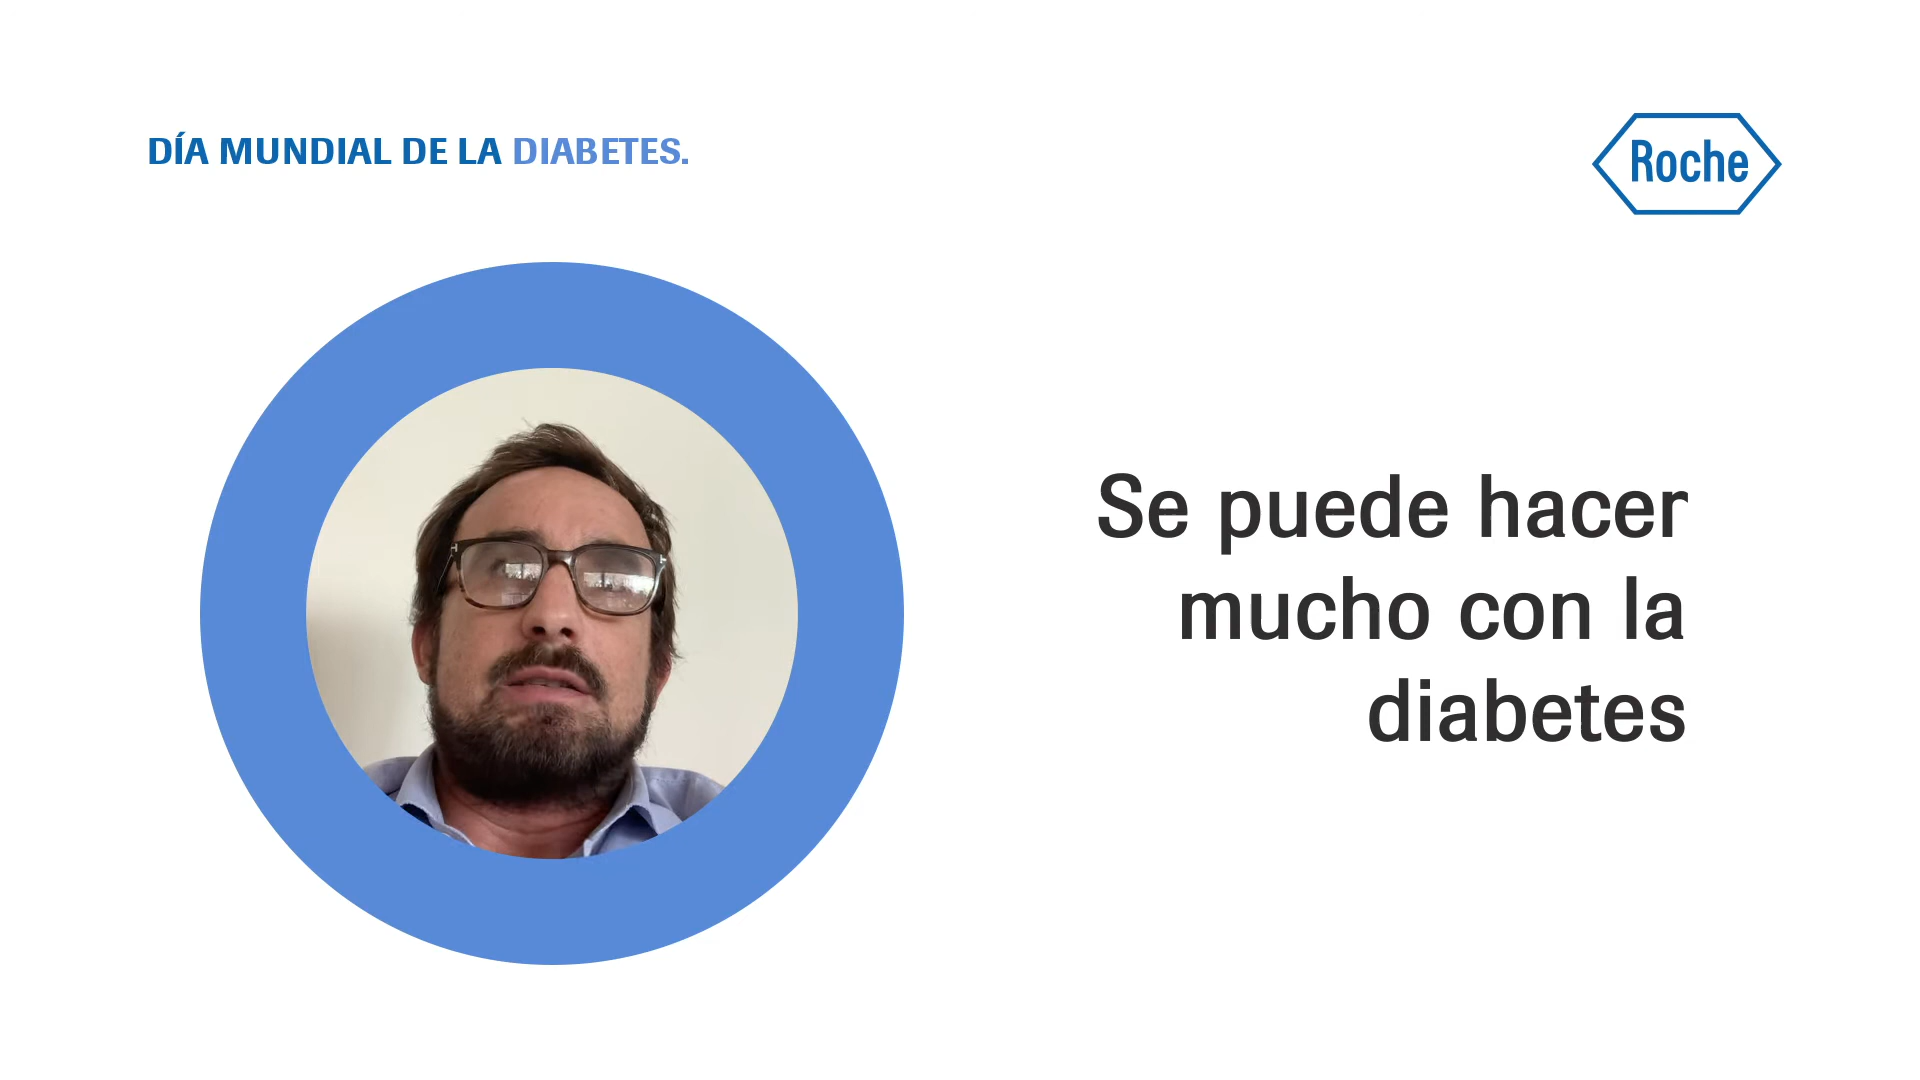 DÍA MUNDIAL DE LA DIABETES.
Roche
Se puede hacer
mucho con la
diabetes